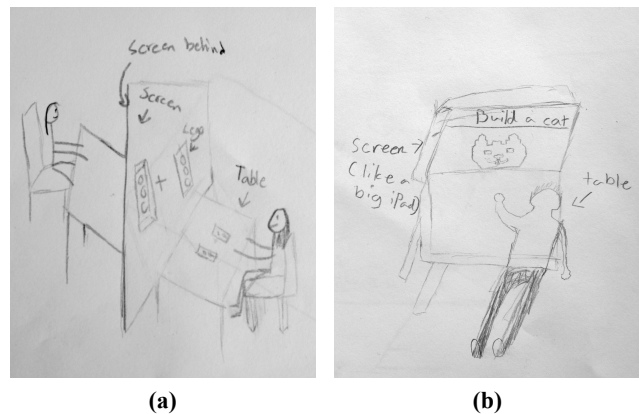 Screen behind
Screen
Lego
+
Table
(a)
Build a cat
Screen →
(like a
big iPad)
table
(b)